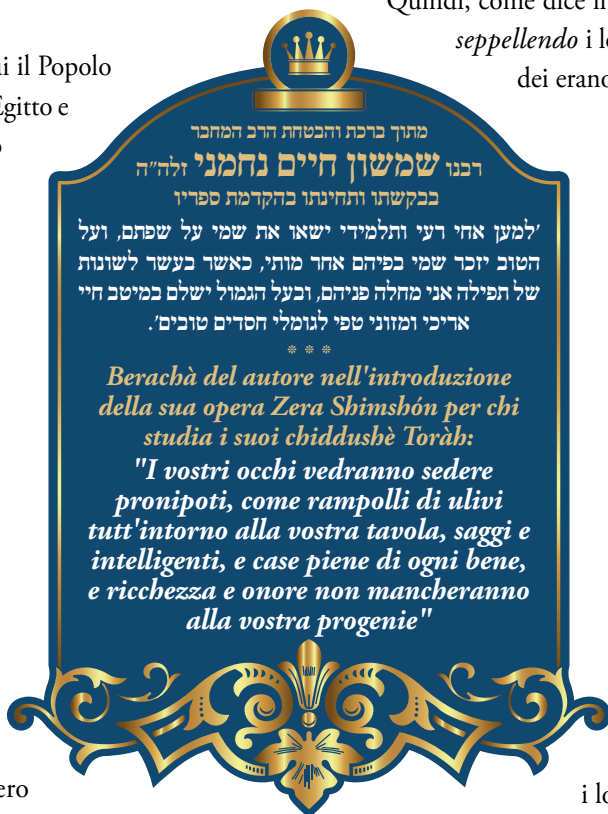 Quindi, come dice il
seppellendo i lo
dei erano
i il Popolo
Egitto e
מתוך ברכת והבטחת הרב המחבר
רבנו שמשון חיים נחמני זלה״ה
בבקשתו ותחינתו בהקדמת ספריו
'למען אחי רעי ותלמידי ישאו את שמי על שפתם, ועל
הטוב יזכר שמי בפיהם אחר מותי, כאשר בעשר לשונות
של תפילה אני מחלה פניהם, ובעל הגמול ישלם במיטב חיי
אריכי ומזוני טפי לגומלי חסדים טובים'.
* * *
Berachà del autore nell'introduzione
della sua opera Zera Shimshón per chi
studia i suoi chiddushè Toràh:
"I vostri occhi vedranno sedere
pronipoti, come rampolli di ulivi
tutt'intorno alla vostra tavola, saggi e
intelligenti, e case piene di ogni bene,
e ricchezza e onore non mancheranno
alla vostra progenie"
ero
i lo